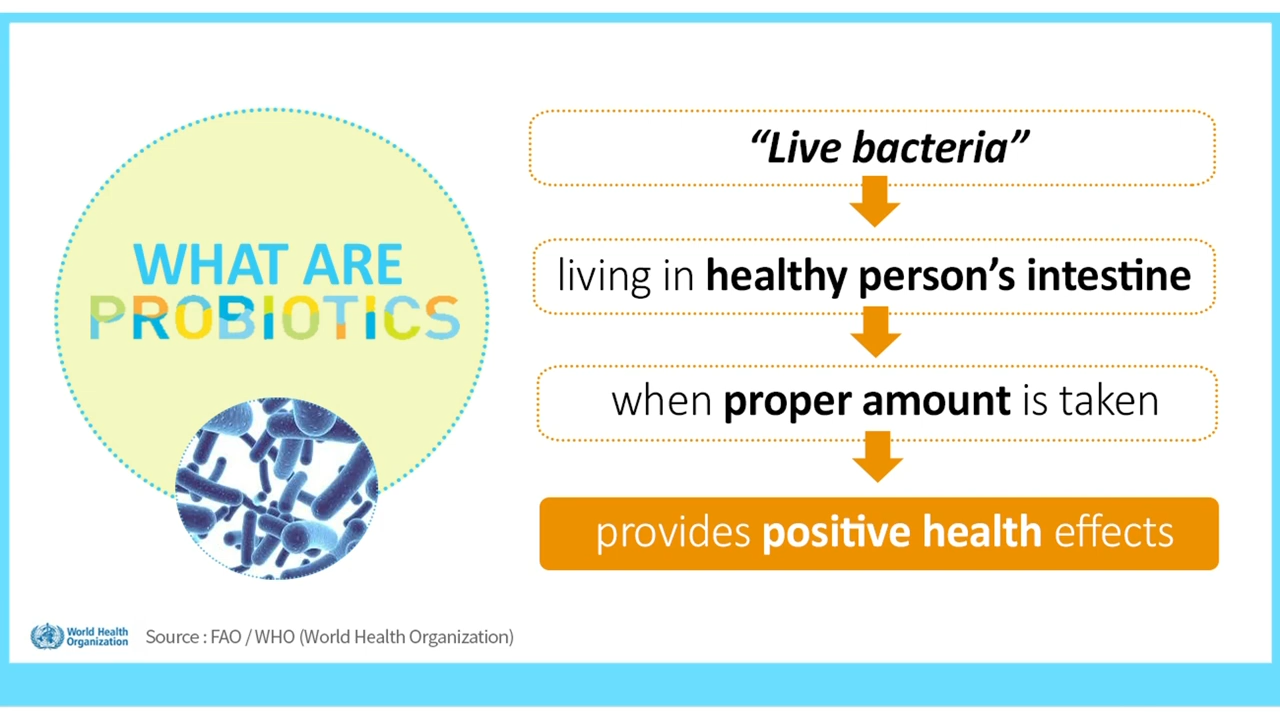 WHAT ARE
PROBIOTICS
“Live bacteria”
living in healthy person’s intestine
when proper amount is taken
provides positive health effects
World Health
Organization
Source : FAO / WHO (World Health Organization)